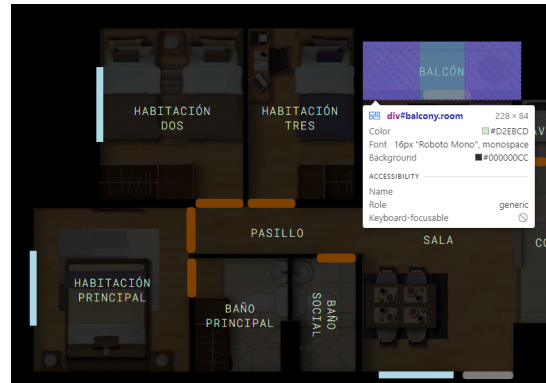 BALCÓN
HABITACIÓN
DOS
HABITACIÓN
TRES
div#balcony.room 228 × 84
Color #D2EBCD
Font 16px "Roboto Mono", monospace
Background #000000CC
ACCESSIBILITY
Name
Role generic
Keyboard-focusable
PASILLO
SALA
CO
HABITACIÓN
PRINCIPAL
BAÑO
PRINCIPAL
BAÑO
SOCIAL